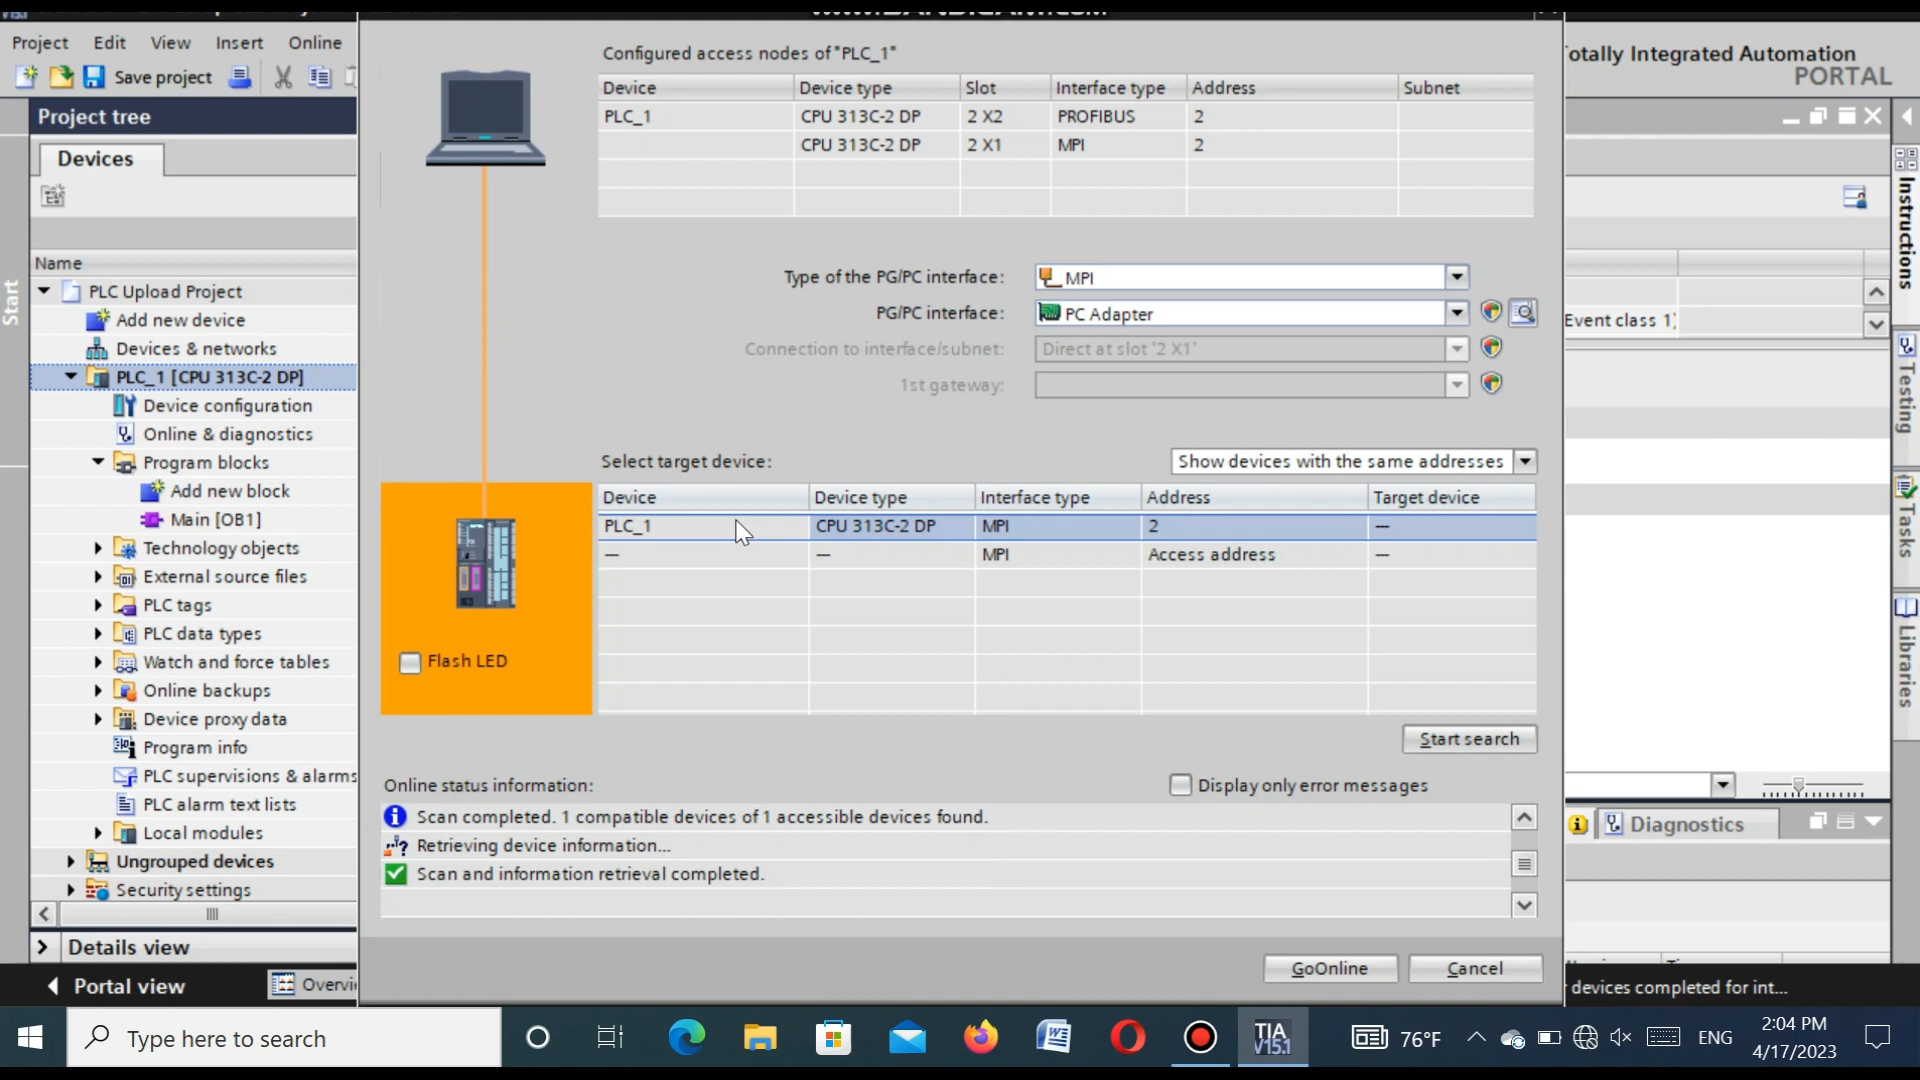 Project Edit View Insert Online
Save project
Totally Integrated Automation
PORTAL
Project tree
Devices
Name
PLC Upload Project
Add new device
Devices & networks
PLC_1 [CPU 313C-2 DP]
Device configuration
Online & diagnostics
Program blocks
Add new block
Main [OB1]
Technology objects
External source files
PLC tags
PLC data types
Watch and force tables
Online backups
Device proxy data
Program info
PLC supervisions & alarms
PLC alarm text lists
Local modules
Ungrouped devices
Security settings
Details view
Portal view
Start
Configured access nodes of "PLC_1"
Device Device type Slot Interface type Address Subnet
PLC_1 CPU 313C-2 DP 2 X2 PROFIBUS 2
CPU 313C-2 DP 2 X1 MPI 2
Type of the PG/PC interface: MPI
PG/PC interface: PC Adapter
Connection to interface/subnet: Direct at slot '2 X1'
1st gateway:
Select target device: Show devices with the same addresses
Device Device type Interface type Address Target device
PLC_1 CPU 313C-2 DP MPI 2 —
— — MPI Access address —
Flash LED
Start search
Online status information: Display only error messages
Scan completed. 1 compatible devices of 1 accessible devices found.
Retrieving device information...
Scan and information retrieval completed.
GoOnline Cancel
Event class 1)
Diagnostics
devices completed for int...
Instructions
Testing
Tasks
Libraries
Type here to search
TIA
V15.1
76°F
ENG
2:04 PM
4/17/2023